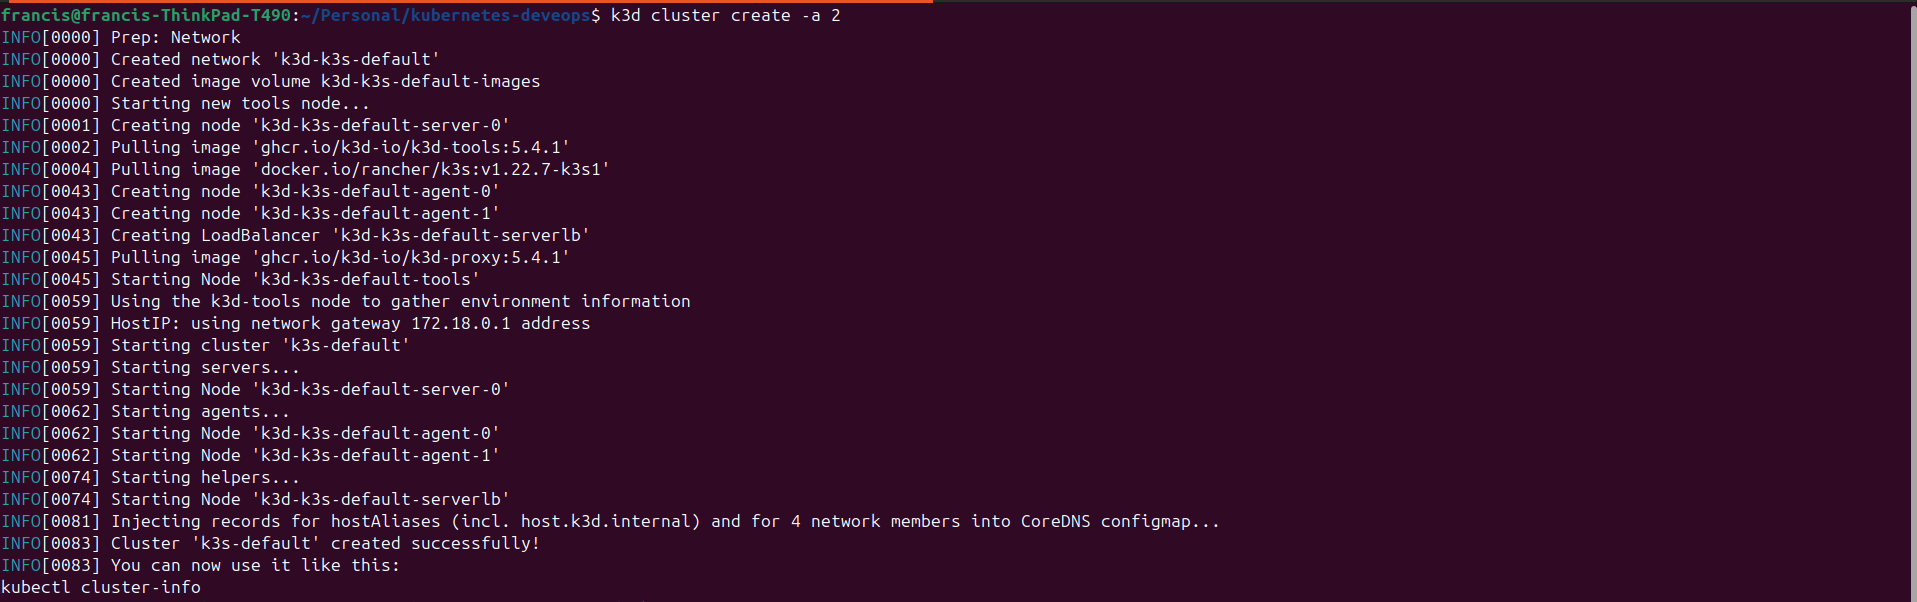 francis@francis-ThinkPad-T490:~/Personal/kubernetes-deveops$ k3d cluster create -a 2
INFO[0000] Prep: Network
INFO[0000] Created network 'k3d-k3s-default'
INFO[0000] Created image volume k3d-k3s-default-images
INFO[0000] Starting new tools node...
INFO[0001] Creating node 'k3d-k3s-default-server-0'
INFO[0002] Pulling image 'ghcr.io/k3d-io/k3d-tools:5.4.1'
INFO[0004] Pulling image 'docker.io/rancher/k3s:v1.22.7-k3s1'
INFO[0043] Creating node 'k3d-k3s-default-agent-0'
INFO[0043] Creating node 'k3d-k3s-default-agent-1'
INFO[0043] Creating LoadBalancer 'k3d-k3s-default-serverlb'
INFO[0045] Pulling image 'ghcr.io/k3d-io/k3d-proxy:5.4.1'
INFO[0045] Starting Node 'k3d-k3s-default-tools'
INFO[0059] Using the k3d-tools node to gather environment information
INFO[0059] HostIP: using network gateway 172.18.0.1 address
INFO[0059] Starting cluster 'k3s-default'
INFO[0059] Starting servers...
INFO[0059] Starting Node 'k3d-k3s-default-server-0'
INFO[0062] Starting agents...
INFO[0062] Starting Node 'k3d-k3s-default-agent-0'
INFO[0062] Starting Node 'k3d-k3s-default-agent-1'
INFO[0074] Starting helpers...
INFO[0074] Starting Node 'k3d-k3s-default-serverlb'
INFO[0081] Injecting records for hostAliases (incl. host.k3d.internal) and for 4 network members into CoreDNS configmap...
INFO[0083] Cluster 'k3s-default' created successfully!
INFO[0083] You can now use it like this:
kubectl cluster-info